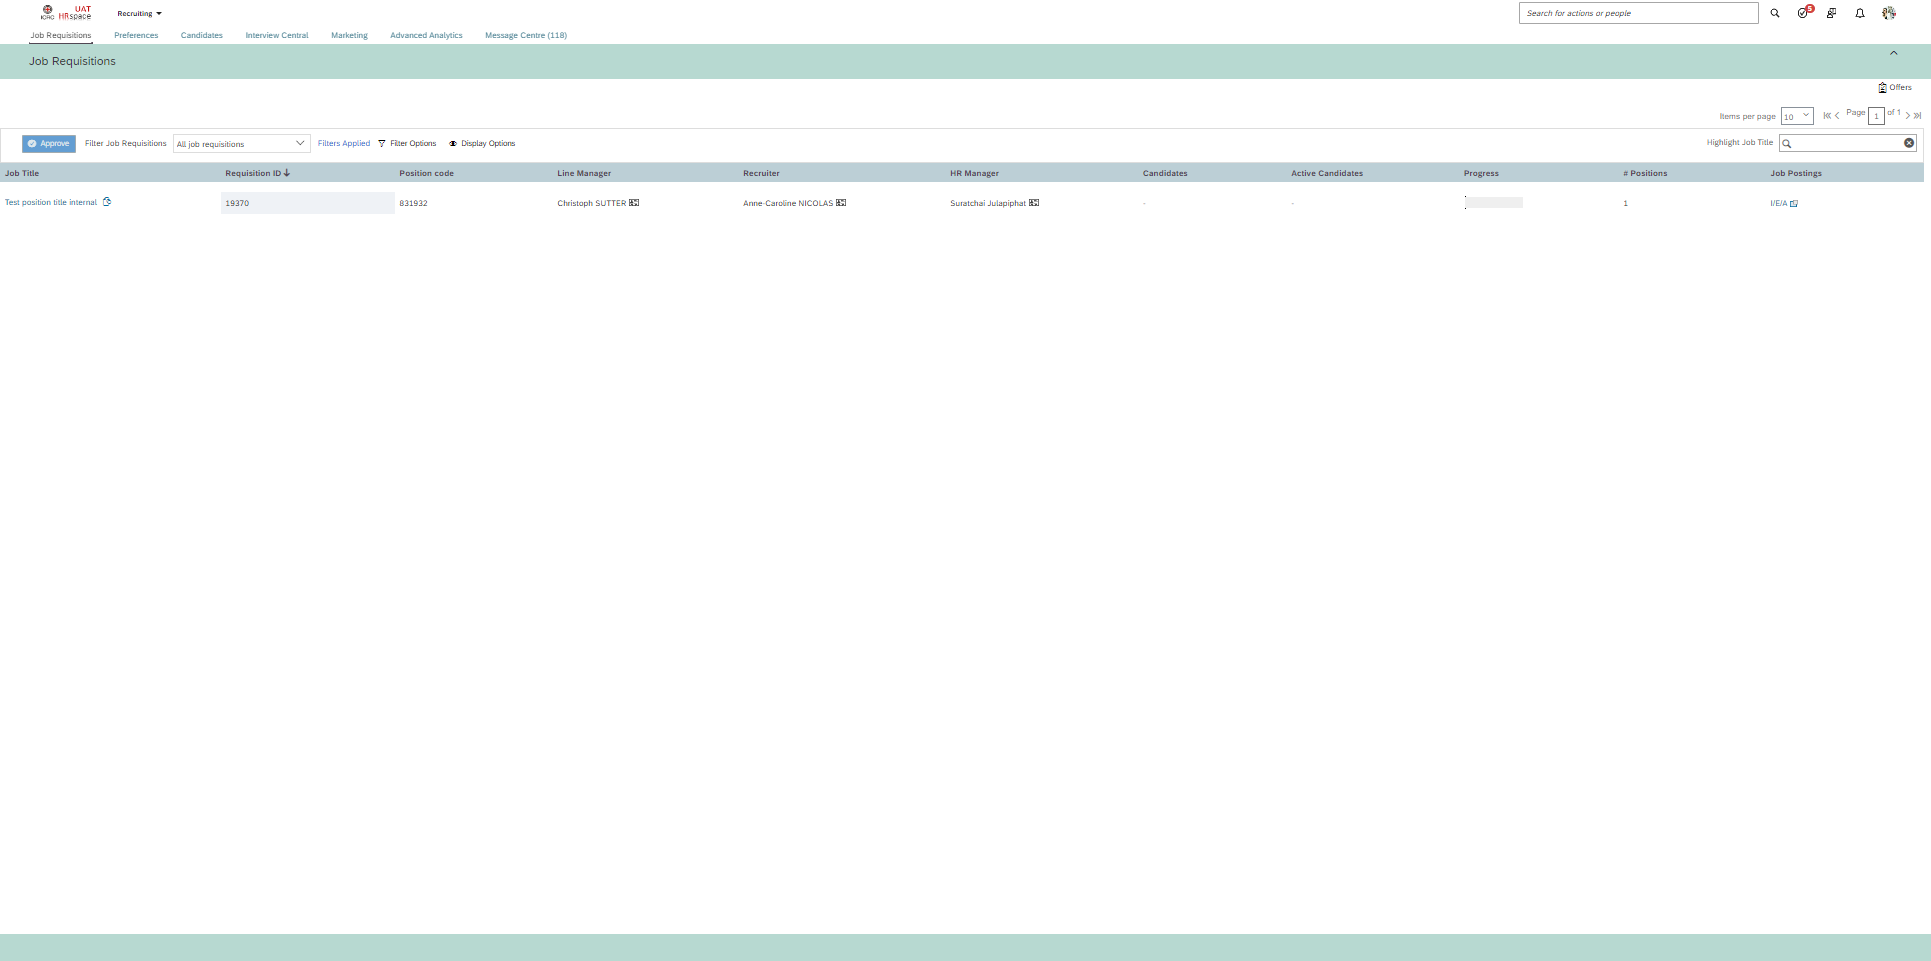 ICRC UAT HRspace Recruiting Search for actions or people 5
Job Requisitions Preferences Candidates Interview Central Marketing Advanced Analytics Message Centre (118)
Job Requisitions
Offers
Items per page 10 Page 1 of 1
Approve Filter Job Requisitions All job requisitions Filters Applied Filter Options Display Options Highlight Job Title
Job Title Requisition ID Position code Line Manager Recruiter HR Manager Candidates Active Candidates Progress # Positions Job Postings
Test position title internal 19370 831932 Christoph SUTTER Anne-Caroline NICOLAS Suratchai Julapiphat - - 1 I/E/A